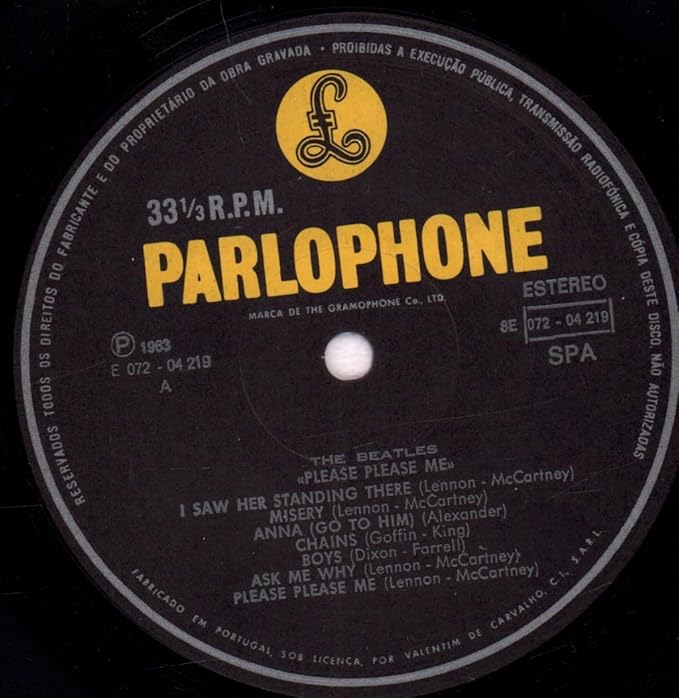 RESERVADOS TODOS OS DIREITOS DO FABRICANTE E DO PROPRIETÁRIO DA OBRA GRAVADA • PROIBIDAS A EXECUÇÃO PÚBLICA, TRANSMISSÃO RADIOFÓNICA E CÓPIA DESTE DISCO, NÃO AUTORIZADAS
£
33 1/3 R.P.M.
PARLOPHONE
MARCA DE THE GRAMOPHONE Co., LTD.
ESTEREO
8E 072 - 04 219
SPA
Ⓟ 1963
E 072 - 04 219
A
THE BEATLES
«PLEASE PLEASE ME»
I SAW HER STANDING THERE (Lennon - McCartney)
MISERY (Lennon - McCartney)
ANNA (GO TO HIM) (Alexander)
CHAINS (Goffin - King)
BOYS (Dixon - Farrell)
ASK ME WHY (Lennon - McCartney)
PLEASE PLEASE ME (Lennon - McCartney)
FABRICADO EM PORTUGAL, SOB LICENÇA, POR VALENTIM DE CARVALHO, C.I., S.A.R.L.